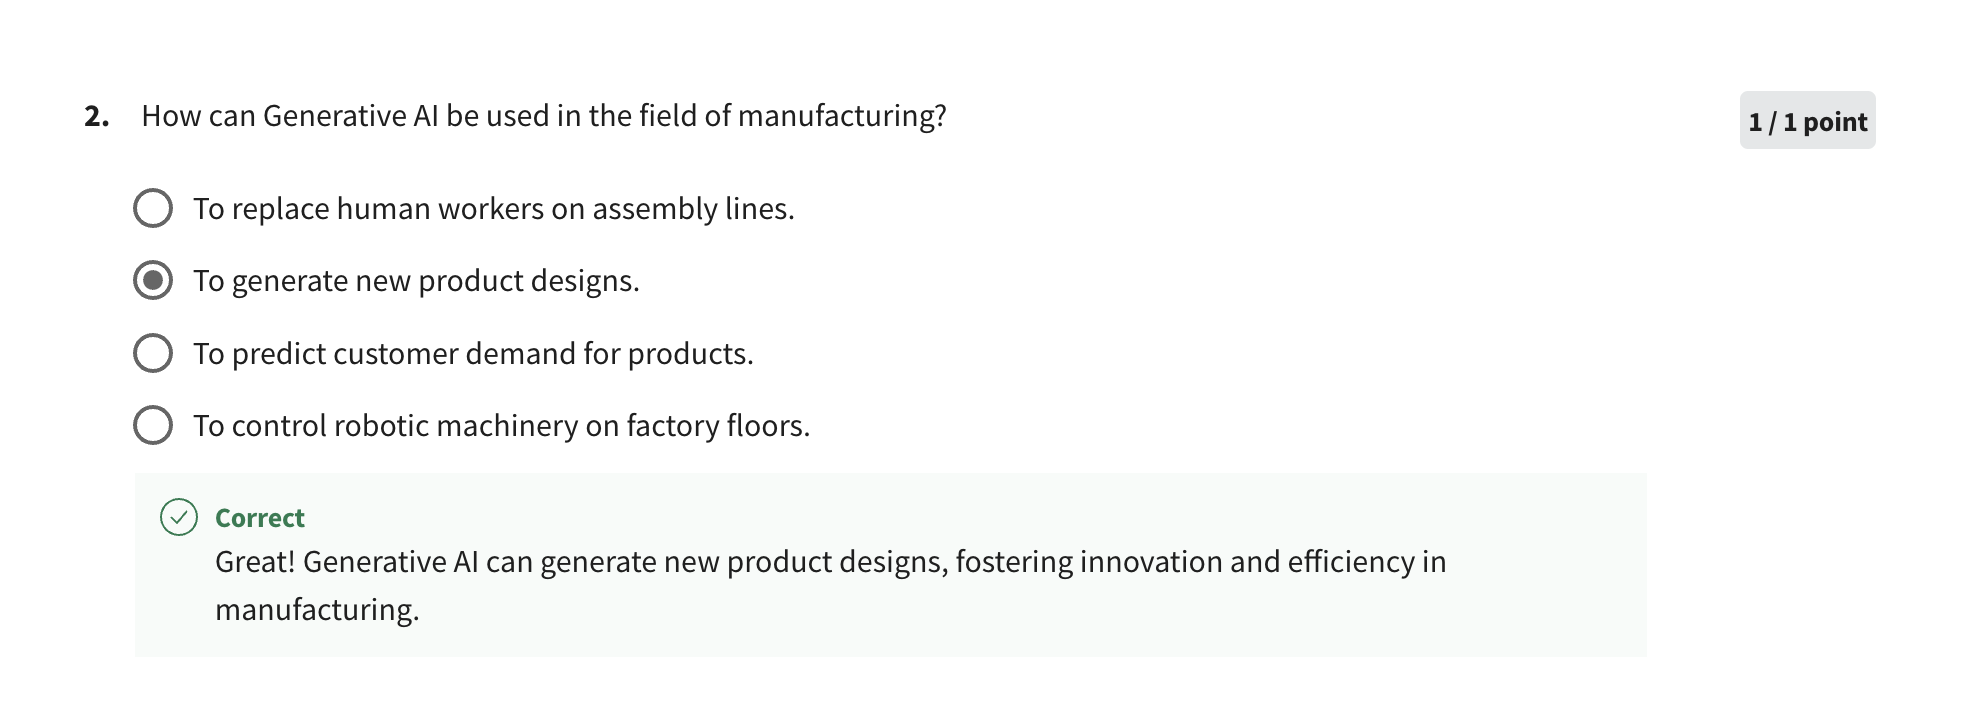 2. How can Generative AI be used in the field of manufacturing?
1 / 1 point
To replace human workers on assembly lines.
To generate new product designs.
To predict customer demand for products.
To control robotic machinery on factory floors.
Correct
Great! Generative AI can generate new product designs, fostering innovation and efficiency in
manufacturing.